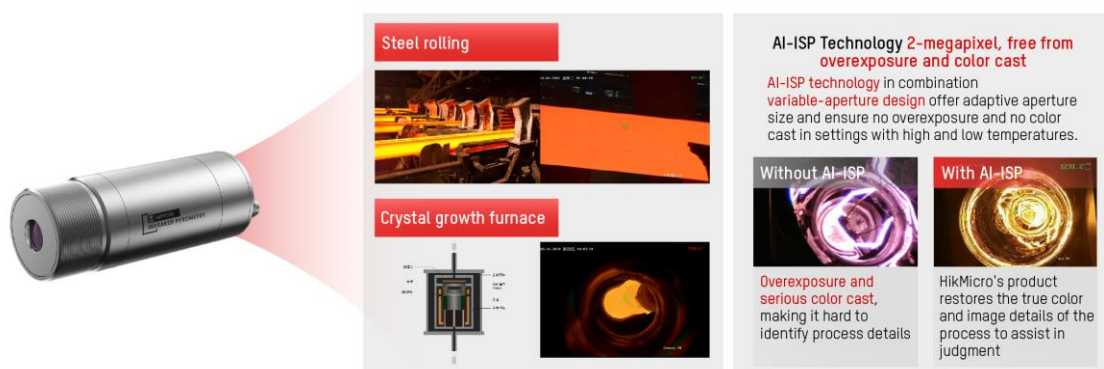 INFRARED PYROMETER
Steel rolling
Crystal growth furnace
AI-ISP Technology 2-megapixel, free from
overexposure and color cast
AI-ISP technology in combination
variable-aperture design offer adaptive aperture
size and ensure no overexposure and no color
cast in settings with high and low temperatures.
Without AI-ISP
With AI-ISP
Overexposure and
serious color cast,
making it hard to
identify process details
HikMicro's product
restores the true color
and image details of the
process to assist in
judgment